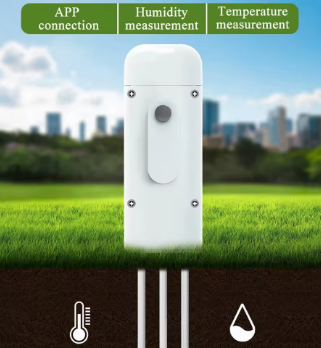 APP
connection
Humidity
measurement
Temperature
measurement